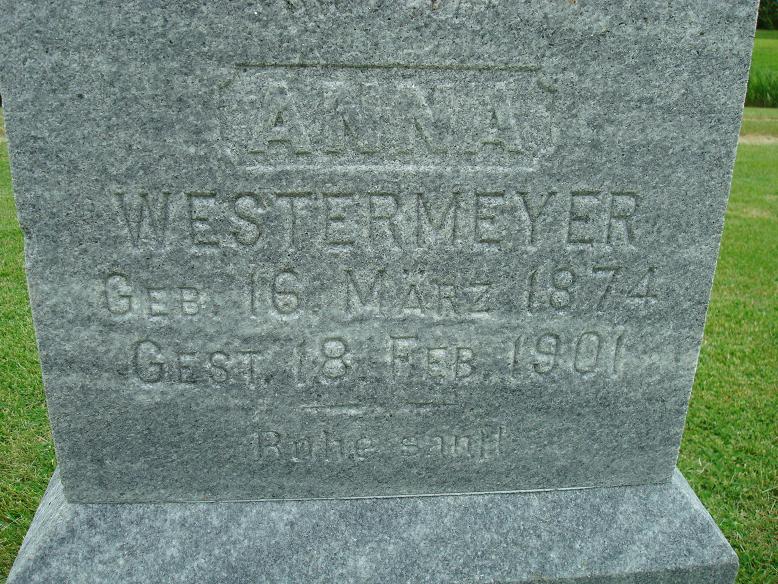 ANNA
WESTERMEYER
GEB. 16. MÄRZ 1874
GEST. 18. FEB. 1901
Ruhe sanft